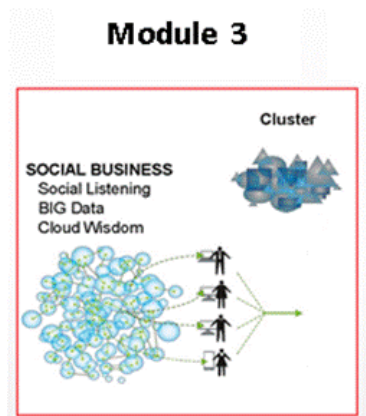 Module 3
Cluster
SOCIAL BUSINESS
Social Listening
BIG Data
Cloud Wisdom